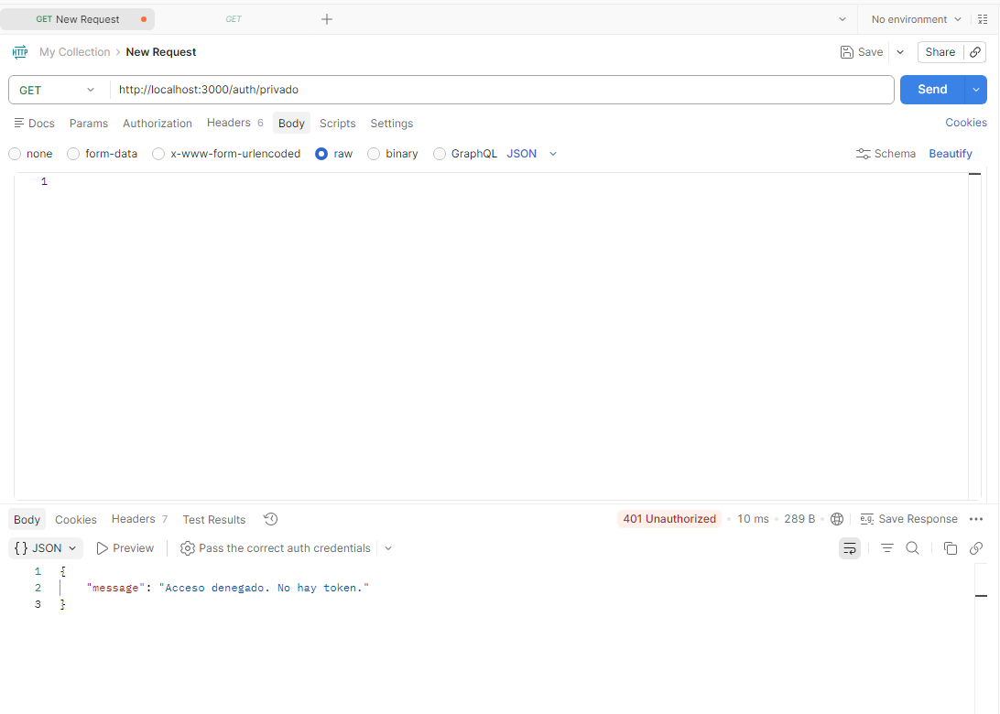 GET New Request GET No environment
HTTP My Collection > New Request Save Share
GET http://localhost:3000/auth/privado Send
Docs Params Authorization Headers 6 Body Scripts Settings Cookies
none form-data x-www-form-urlencoded raw binary GraphQL JSON Schema Beautify
1
Body Cookies Headers 7 Test Results 401 Unauthorized • 10 ms • 289 B • e.g. Save Response
{} JSON Preview Pass the correct auth credentials
1 {
2 "message": "Acceso denegado. No hay token."
3 }